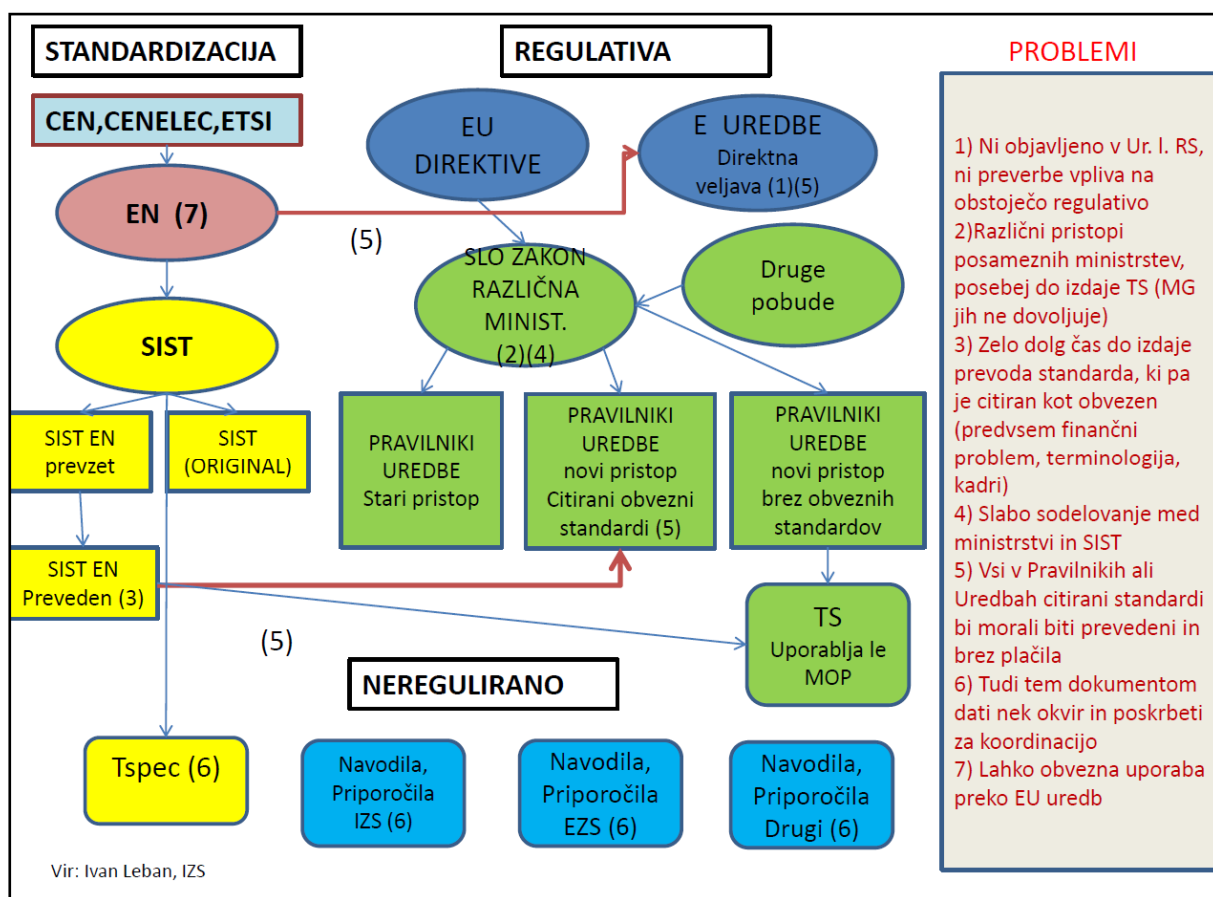 STANDARDIZACIJA
CEN,CENELEC,ETSI
EN (7)
SIST
SIST EN
prevzet
SIST
(ORIGINAL)
SIST EN
Preveden (3)
Tspec (6)
REGULATIVA
EU
DIREKTIVE
E UREDBE
Direktna
veljava (1)(5)
(5)
SLO ZAKON
RAZLIČNA
MINIST.
(2)(4)
Druge
pobude
PRAVILNIKI
UREDBE
Stari pristop
PRAVILNIKI
UREDBE
novi pristop
Citirani obvezni
standardi (5)
PRAVILNIKI
UREDBE
novi pristop
brez obveznih
standardov
(5)
TS
Uporablja le
MOP
NEREGULIRANO
Navodila,
Priporočila
IZS (6)
Navodila,
Priporočila
EZS (6)
Navodila,
Priporočila
Drugi (6)
Vir: Ivan Leban, IZS
PROBLEMI
1) Ni objavljeno v Ur. l. RS,
ni preverbe vpliva na
obstoječo regulativo
2)Različni pristopi
posameznih ministrstev,
posebej do izdaje TS (MG
jih ne dovoljuje)
3) Zelo dolg čas do izdaje
prevoda standarda, ki pa
je citiran kot obvezen
(predvsem finančni
problem, terminologija,
kadri)
4) Slabo sodelovanje med
ministrstvi in SIST
5) Vsi v Pravilnikih ali
Uredbah citirani standardi
bi morali biti prevedeni in
brez plačila
6) Tudi tem dokumentom
dati nek okvir in poskrbeti
za koordinacijo
7) Lahko obvezna uporaba
preko EU uredb